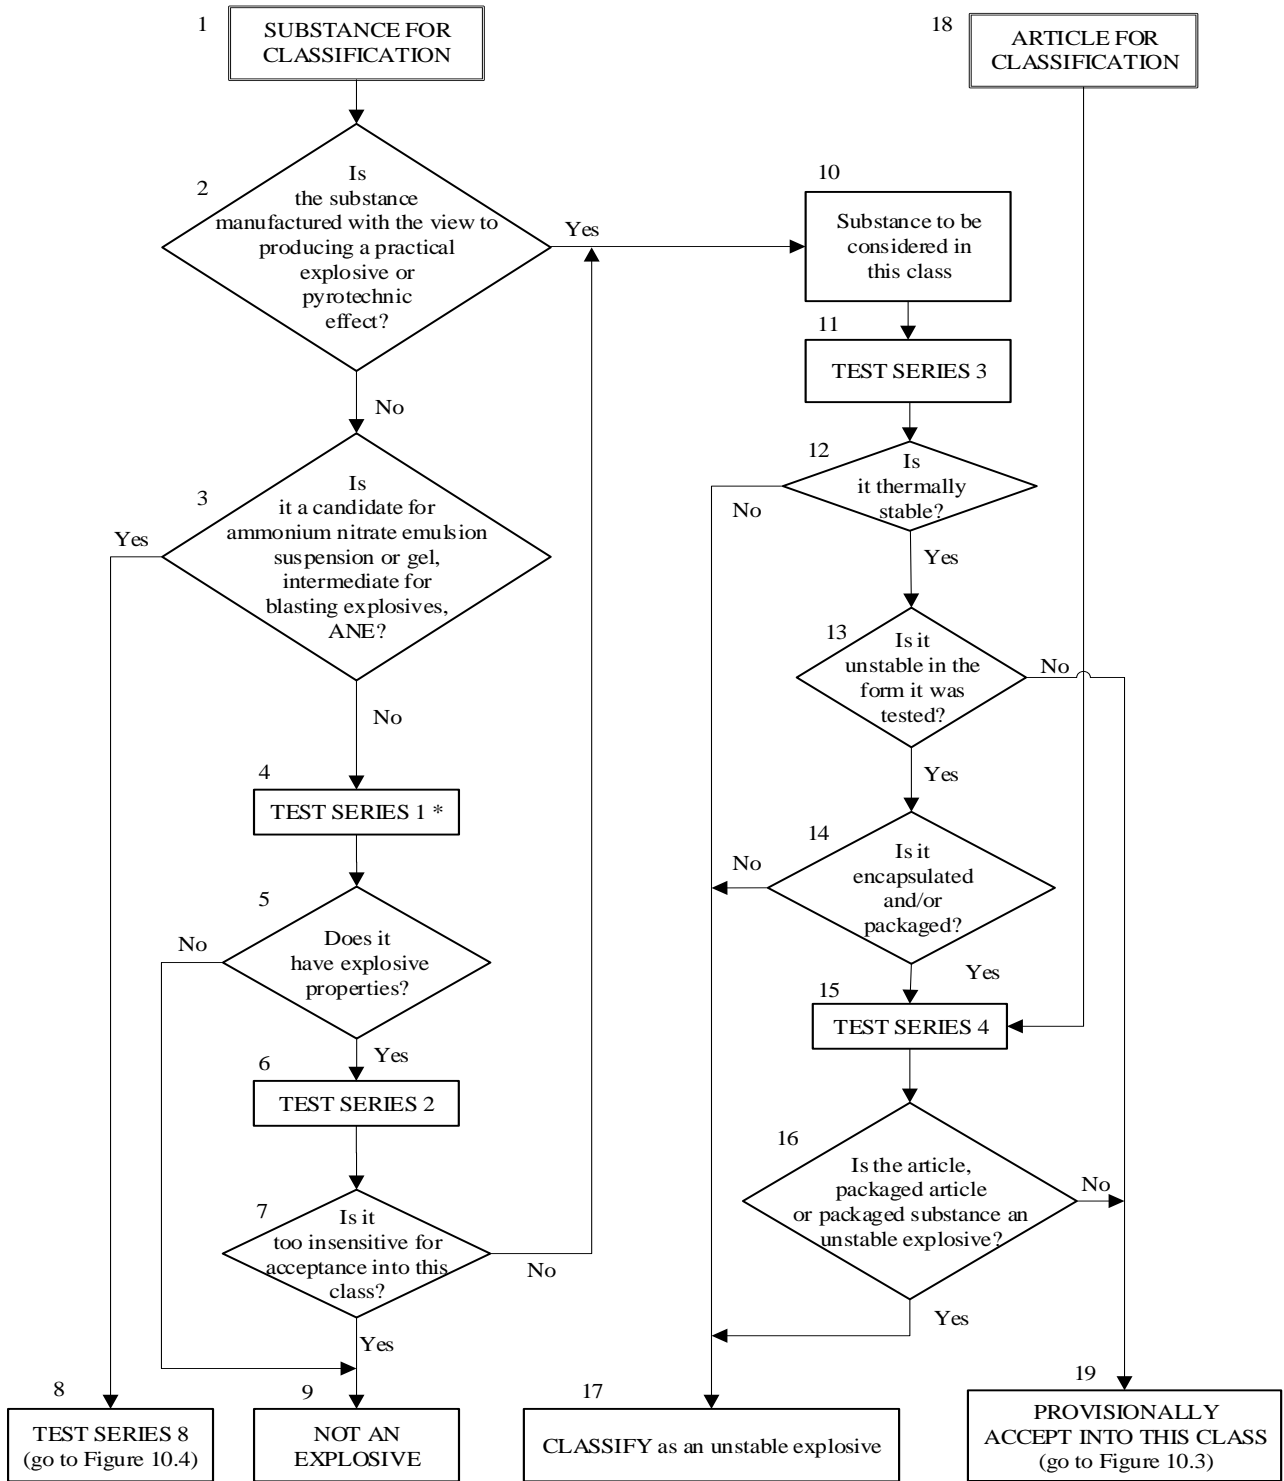 1
SUBSTANCE FOR
CLASSIFICATION
2
Is
the substance
manufactured with the view to
producing a practical
explosive or
pyrotechnic
effect?
Yes
No
3
Is
it a candidate for
ammonium nitrate emulsion
suspension or gel,
intermediate for
blasting explosives,
ANE?
Yes
No
4
TEST SERIES 1 *
5
Does it
have explosive
properties?
No
Yes
6
TEST SERIES 2
7
Is it
too insensitive for
acceptance into this
class?
No
Yes
8
TEST SERIES 8
(go to Figure 10.4)
9
NOT AN
EXPLOSIVE
10
Substance to be
considered in
this class
11
TEST SERIES 3
12
Is
it thermally
stable?
No
Yes
13
Is it
unstable in the
form it was
tested?
No
Yes
14
Is it
encapsulated
and/or
packaged?
No
Yes
15
TEST SERIES 4
16
Is the article,
packaged article
or packaged substance an
unstable explosive?
No
Yes
17
CLASSIFY as an unstable explosive
18
ARTICLE FOR
CLASSIFICATION
19
PROVISIONALLY
ACCEPT INTO THIS CLASS
(go to Figure 10.3)